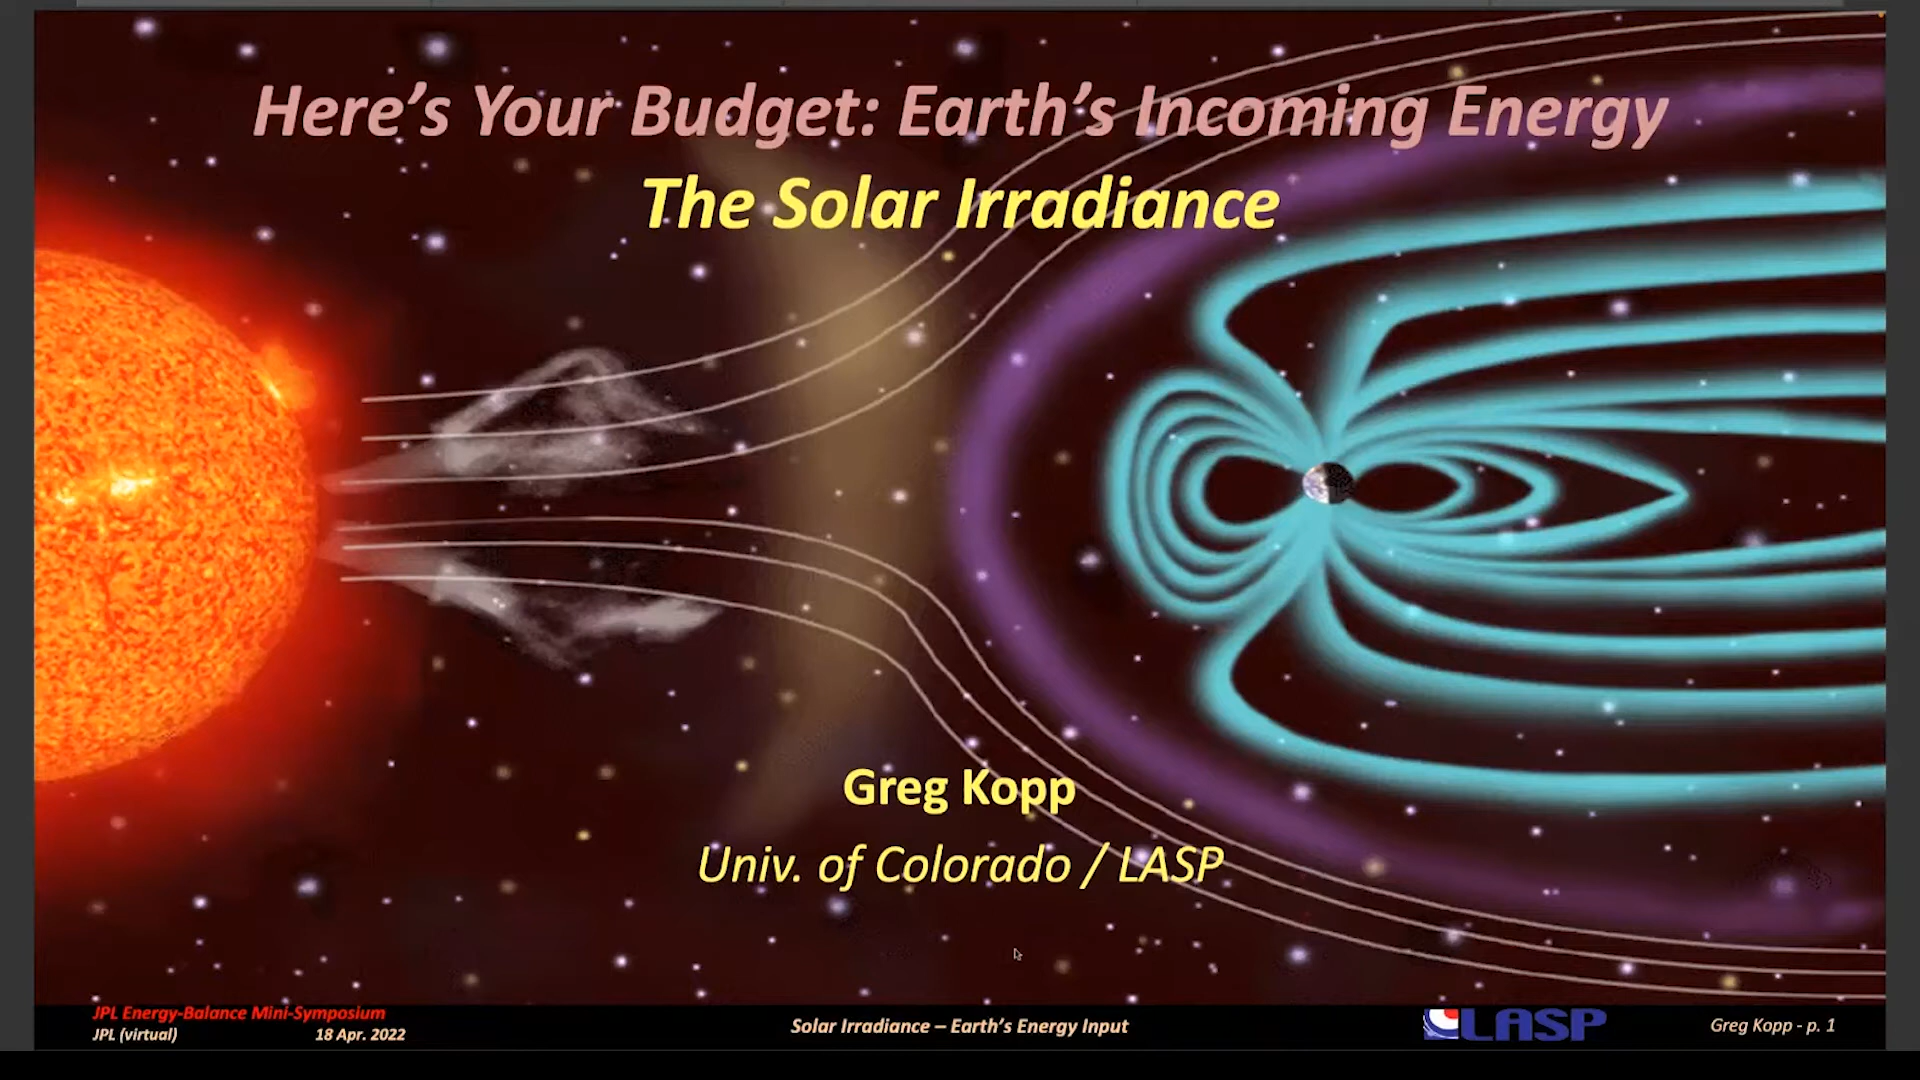 Here's Your Budget: Earth's Incoming Energy
The Solar Irradiance
Greg Kopp
Univ. of Colorado / LASP
JPL Energy-Balance Mini-Symposium
JPL (virtual) 18 Apr. 2022
Solar Irradiance – Earth's Energy Input
LASP
Greg Kopp - p. 1